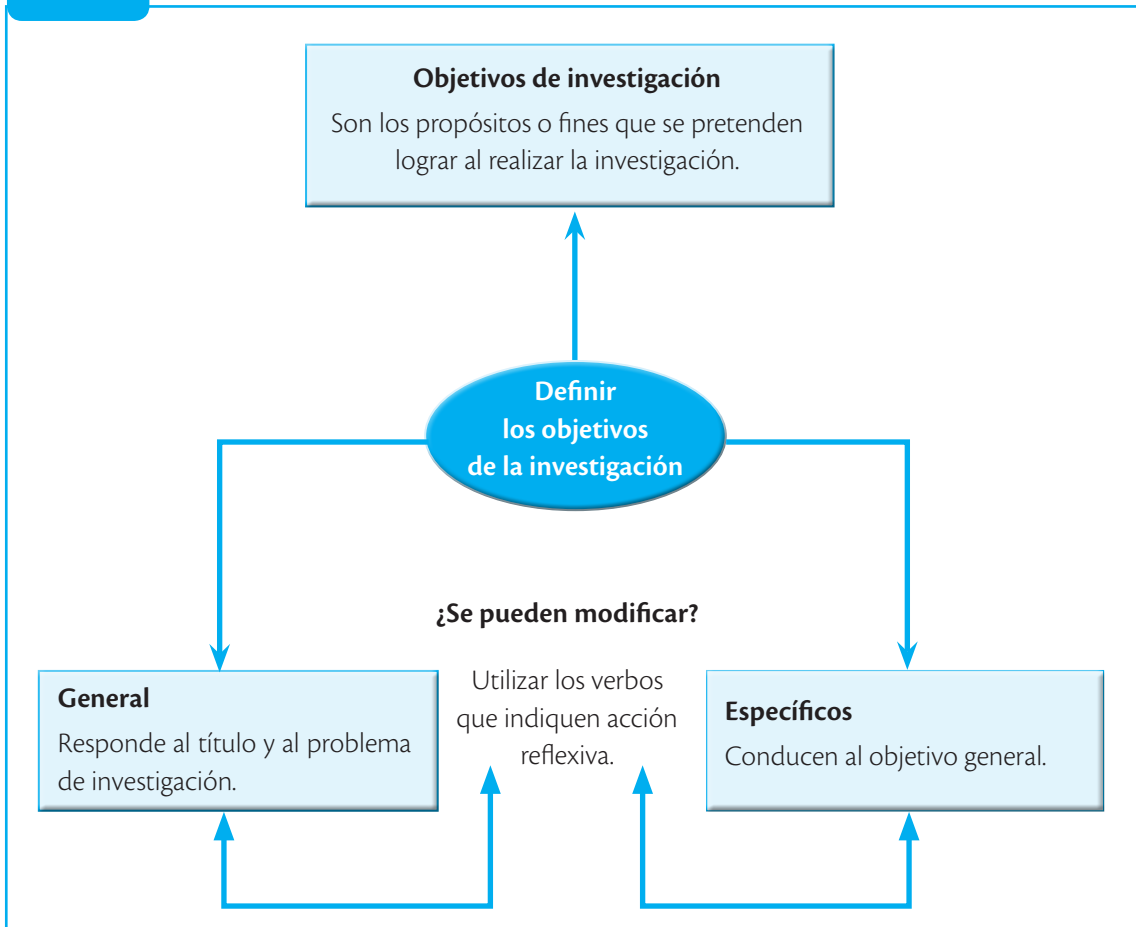 Objetivos de investigación
Son los propósitos o fines que se pretenden
lograr al realizar la investigación.
Definir
los objetivos
de la investigación
¿Se pueden modificar?
Utilizar los verbos
que indiquen acción
reflexiva.
General
Responde al título y al problema
de investigación.
Específicos
Conducen al objetivo general.